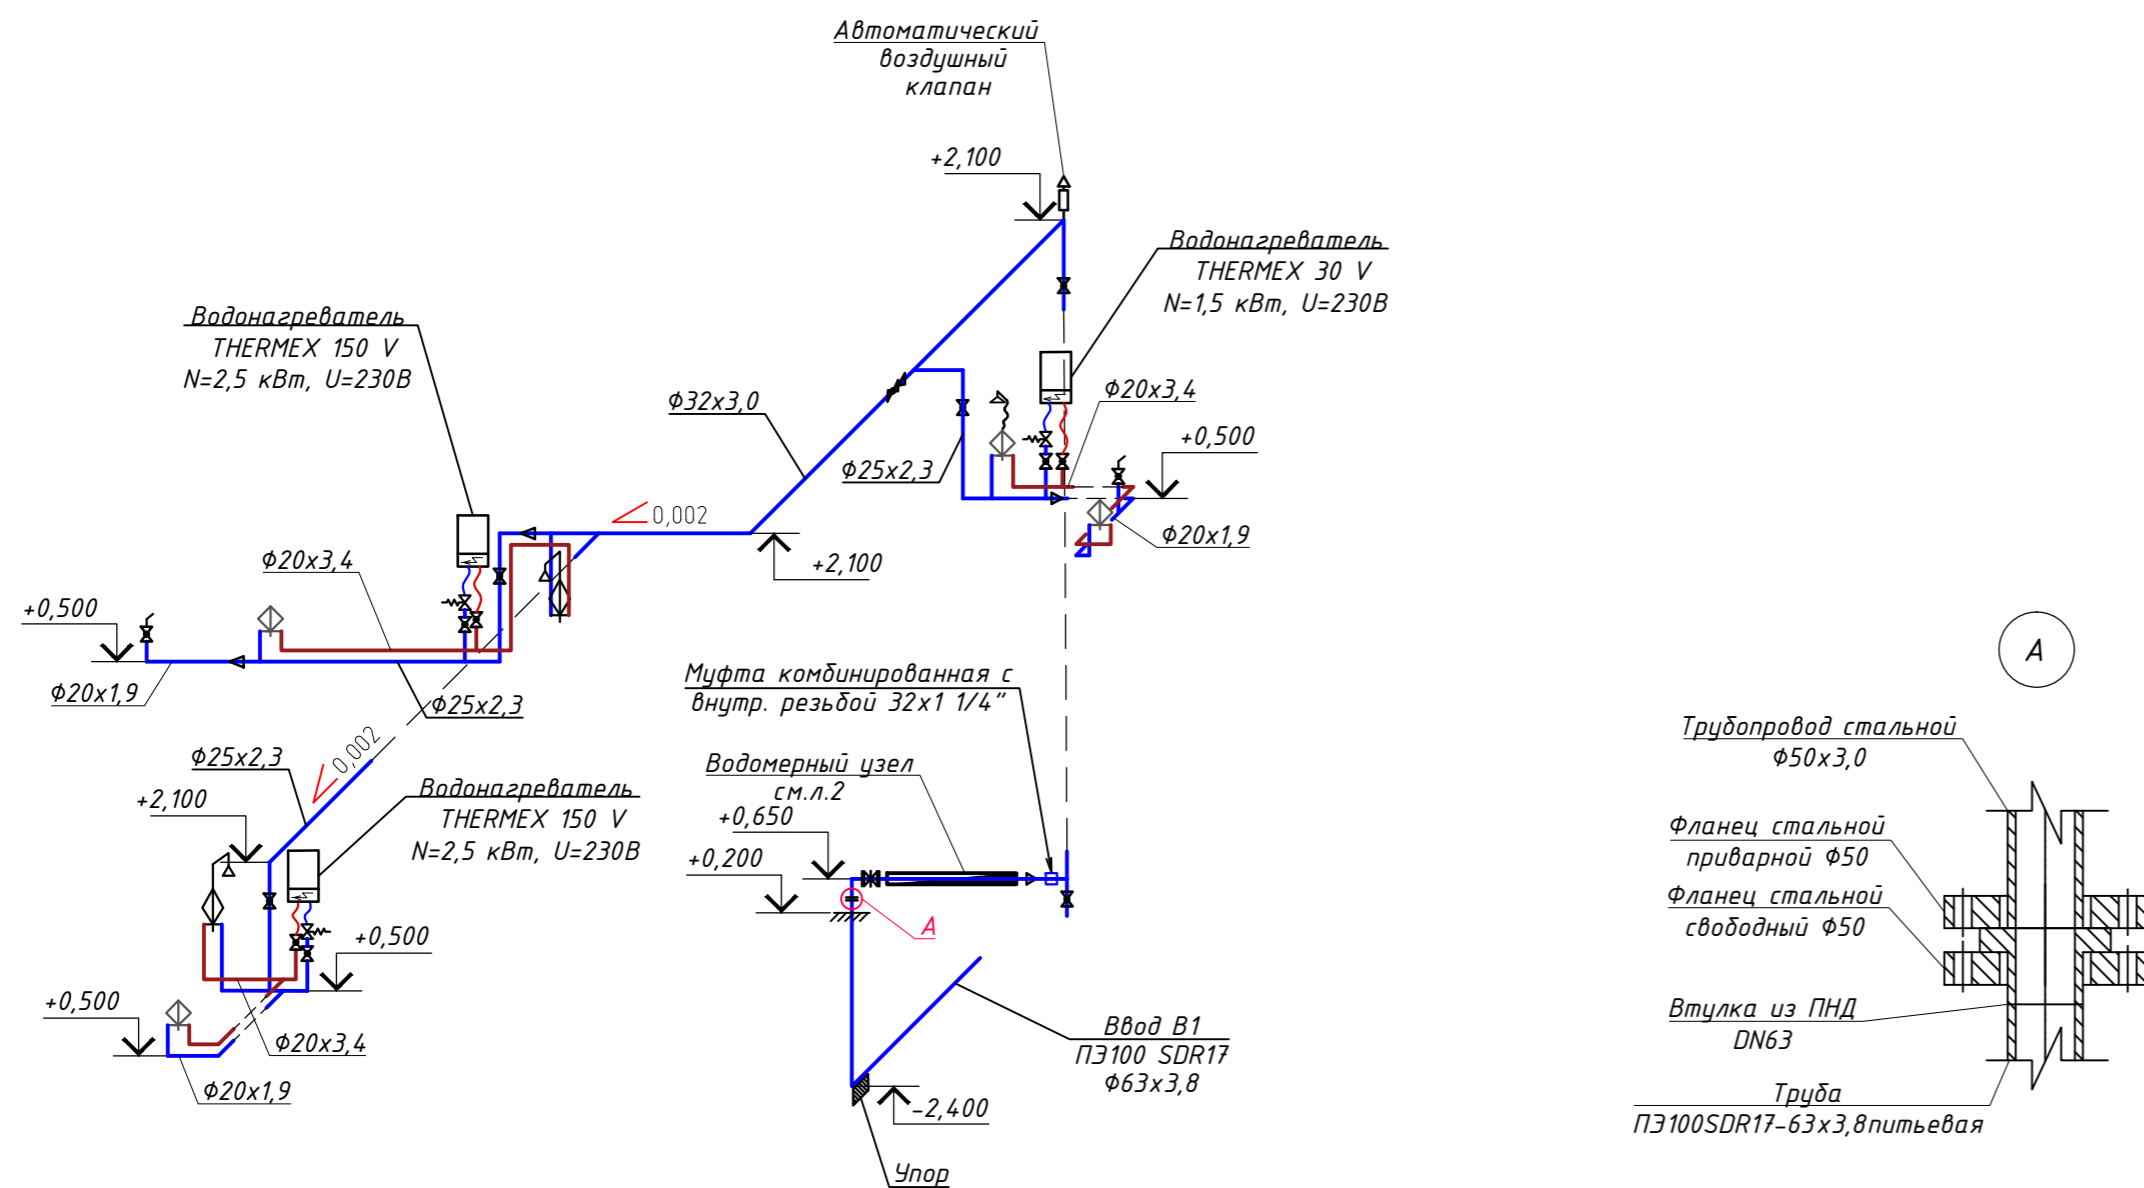 Автоматический
воздушный
клапан
+2,100
Водонагреватель
THERMEX 30 V
N=1,5 кВт, U=230В
Водонагреватель
THERMEX 150 V
N=2,5 кВт, U=230В
Ф32х3,0
Ф20х3,4
+0,500
Ф25х2,3
0,002
Ф20х1,9
+2,100
Ф20х3,4
+0,500
Ф20х1,9
Ф25х2,3
Муфта комбинированная с
внутр. резьбой 32х1 1/4"
Ф25х2,3
0,002
+2,100
Водонагреватель
THERMEX 150 V
N=2,5 кВт, U=230В
Водомерный узел
см.л.2
+0,650
+0,200
А
+0,500
+0,500
Ф20х3,4
Ф20х1,9
Ввод В1
ПЭ100 SDR17
Ф63х3,8
-2,400
Упор
А
Трубопровод стальной
Ф50х3,0
Фланец стальной
приварной Ф50
Фланец стальной
свободный Ф50
Втулка из ПНД
DN63
Труба
ПЭ100SDR17-63х3,8питьевая